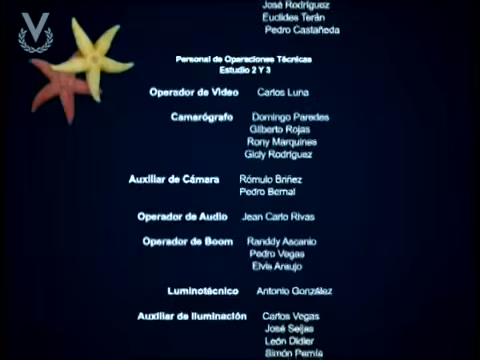 José Rodríguez
Euclides Terán
Pedro Castañeda
Personal de Operaciones Técnicas
Estudio 2 Y 3
Operador de Video Carlos Luna
Camarógrafo Domingo Paredes
Gilberto Rojas
Rony Marquines
Gidy Rodríguez
Auxiliar de Cámara Rómulo Briñez
Pedro Bernal
Operador de Audio Jean Carlo Rivas
Operador de Boom Randdy Ascanio
Pedro Vegas
Elvis Araujo
Luminotécnico Antonio González
Auxiliar de Iluminación Carlos Vegas
José Seijas
León Didier
Simón Pernía